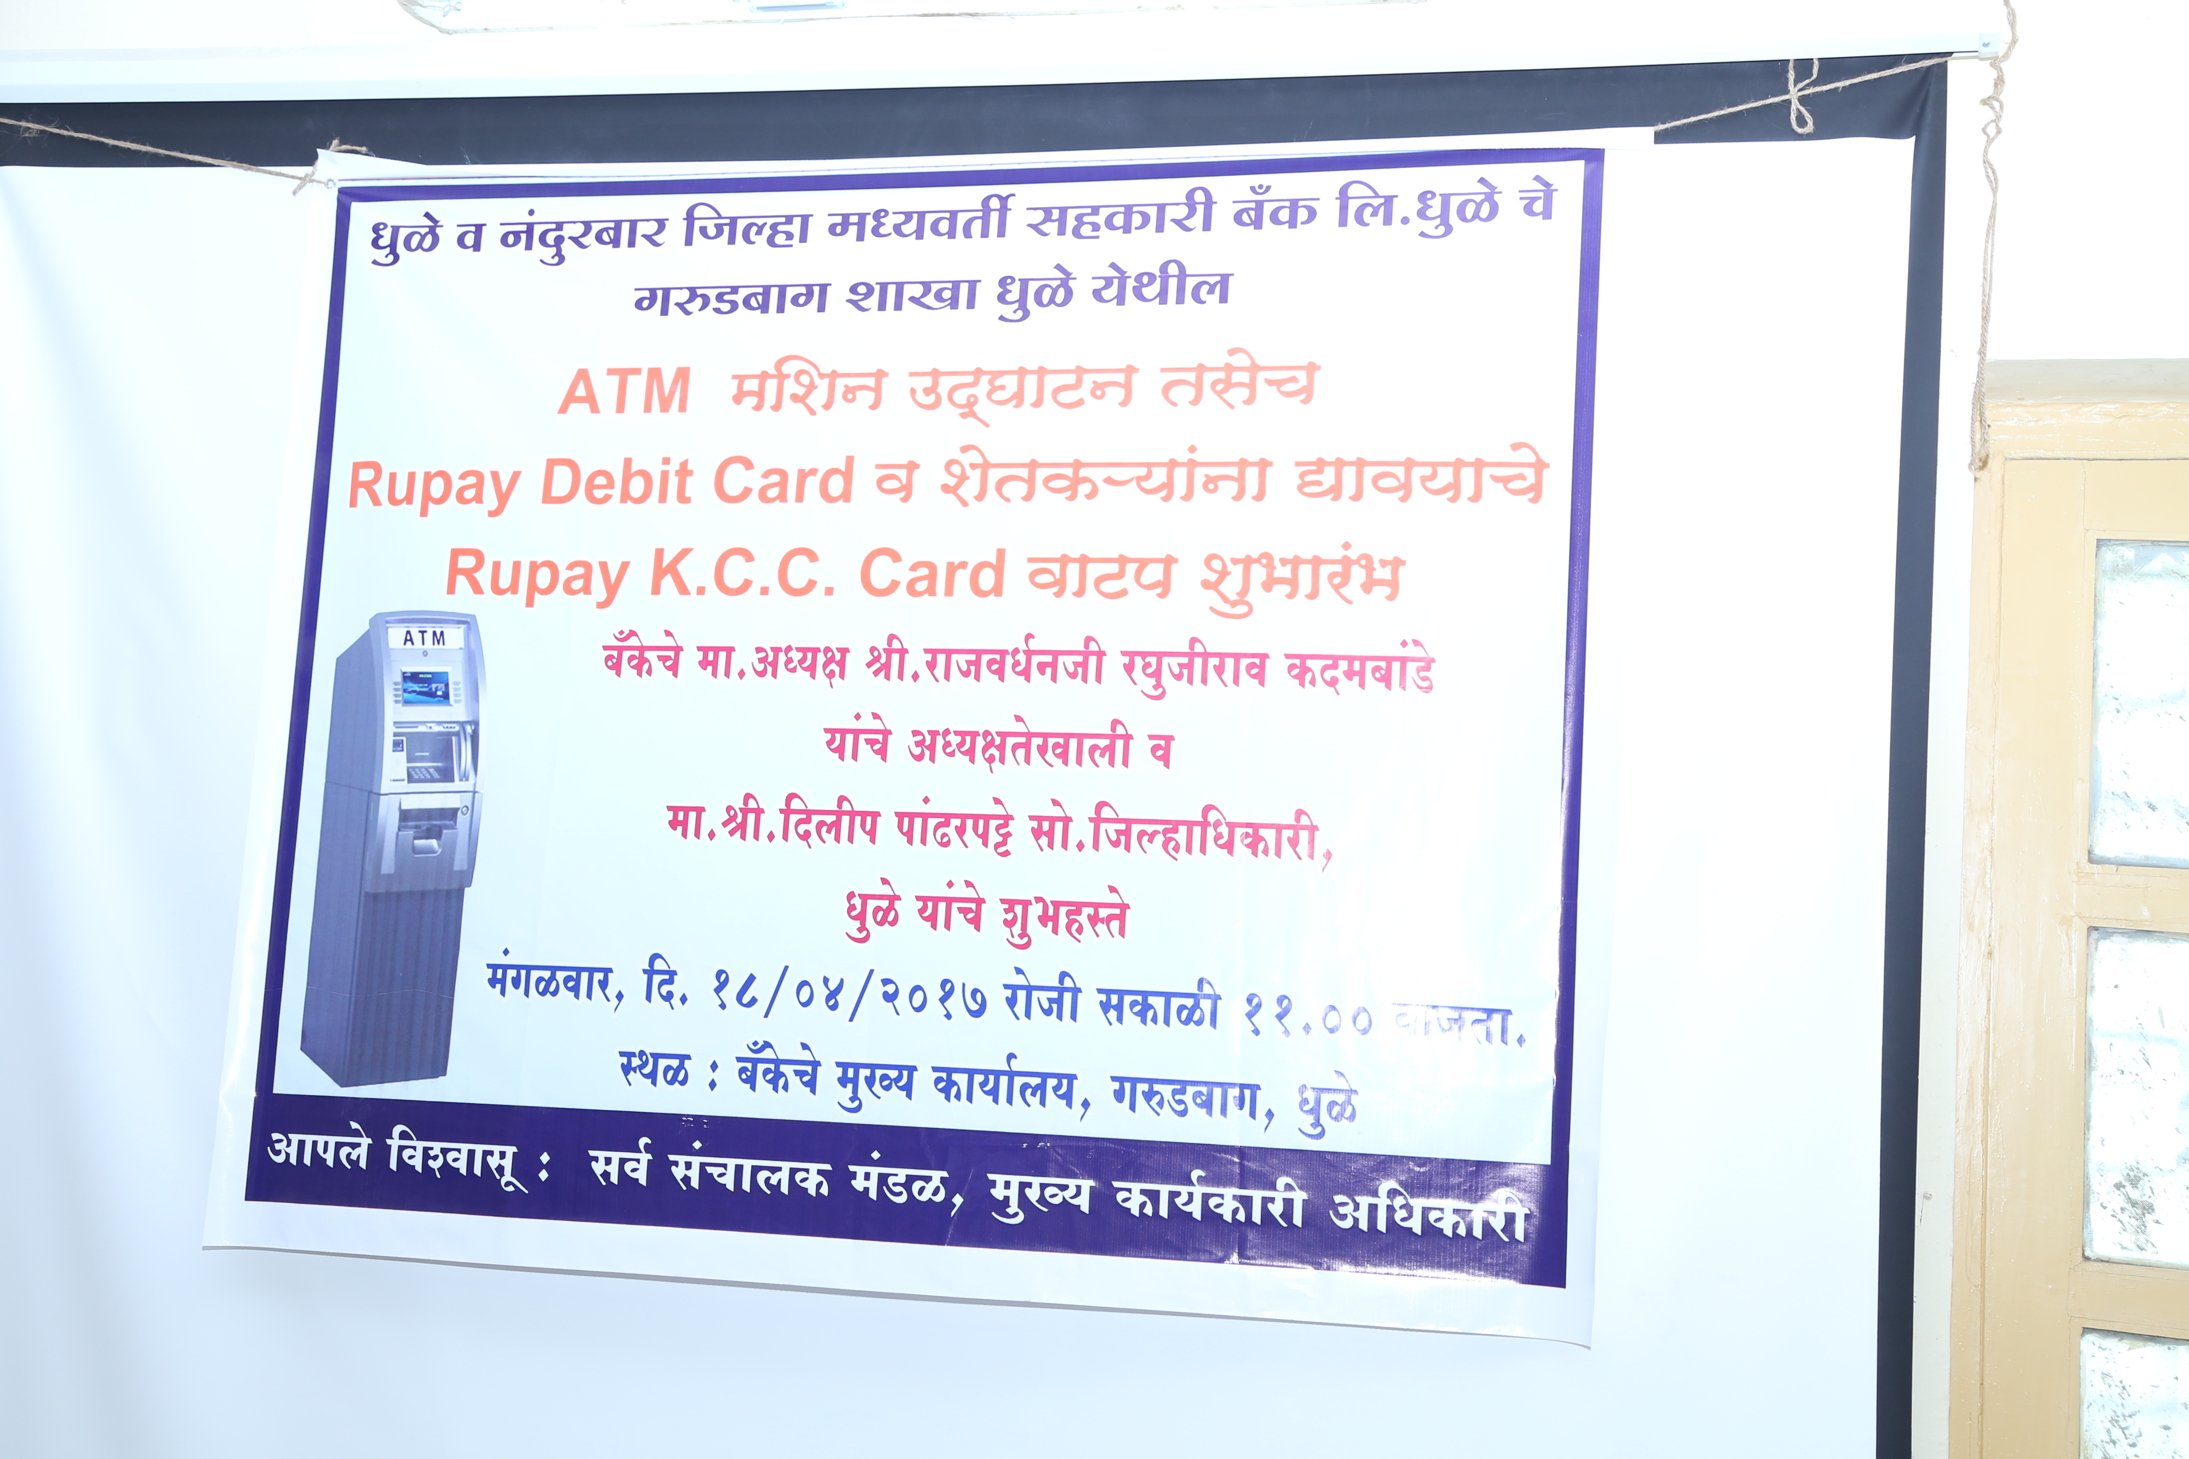 धुळे व नंदुरबार जिल्हा मध्यवर्ती सहकारी बँक लि.धुळे चे
गरुडबाग शाखा धुळे येथील
ATM मशिन उद्‌घाटन तसेच
Rupay Debit Card व शेतकऱ्यांना द्यावयाचे
Rupay K.C.C. Card वाटप शुभारंभ
ATM
बँकेचे मा.अध्यक्ष श्री.राजवर्धनजी रघुजीराव कदमबांडे
यांचे अध्यक्षतेखाली व
मा.श्री.दिलीप पांढरपट्टे सो.जिल्हाधिकारी,
धुळे यांचे शुभहस्ते
मंगळवार, दि. १८/०४/२०१७ रोजी सकाळी ११.०० वाजता.
स्थळ : बँकेचे मुख्य कार्यालय, गरुडबाग, धुळे
आपले विश्वासू : सर्व संचालक मंडळ, मुख्य कार्यकारी अधिकारी